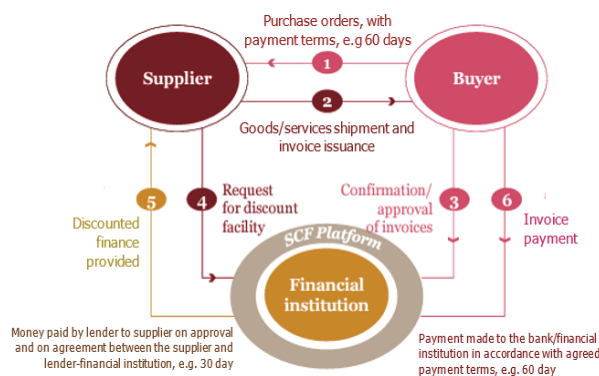 Purchase orders, with
payment terms, e.g 60 days
1
Supplier
Buyer
2
Goods/services shipment and
invoice issuance
5
4
Request
for discount
facility
Confirmation/
approval
of invoices
3
6
Invoice
payment
Discounted
finance
provided
SCF Platform
Financial
institution
Money paid by lender to supplier on approval
and on agreement between the supplier and
lender-financial institution, e.g. 30 day
Payment made to the bank/financial
institution in accordance with agreed
payment terms, e.g. 60 day